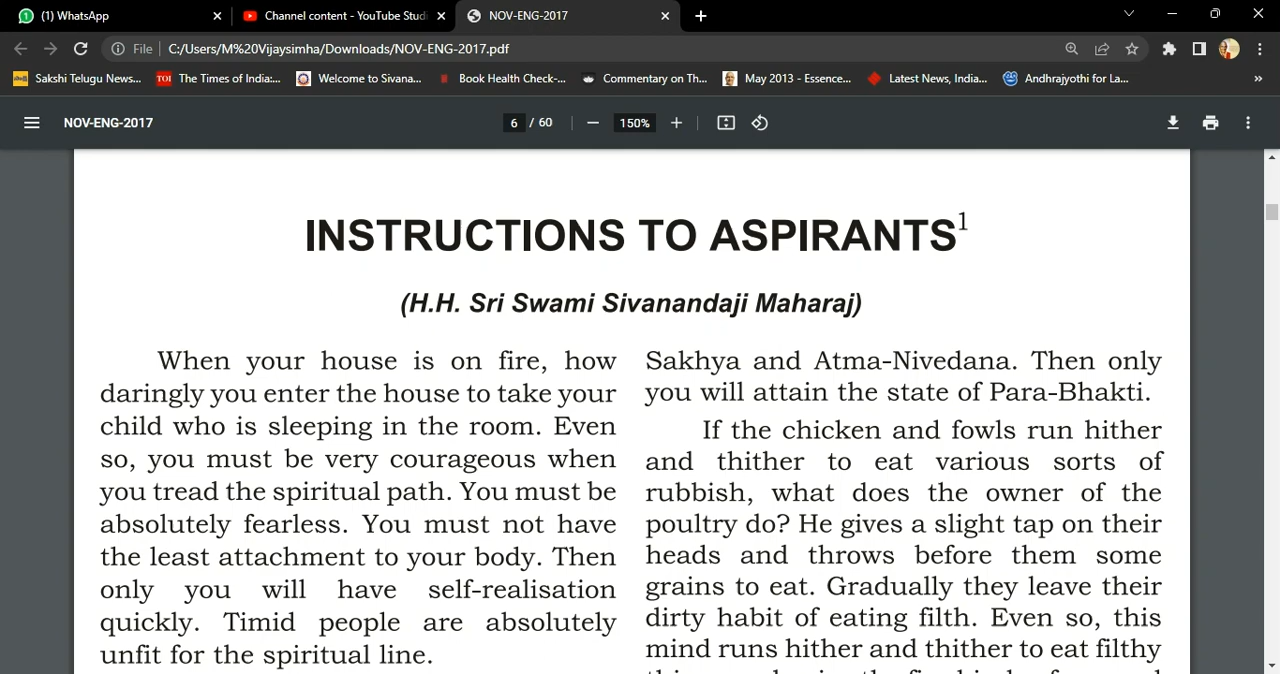 (1) WhatsApp
Channel content - YouTube Studi
NOV-ENG-2017
File
C:/Users/M%20Vijaysimha/Downloads/NOV-ENG-2017.pdf
Sakshi Telugu News...
TOI
The Times of India:...
Welcome to Sivana...
Book Health Check-...
Commentary on Th...
May 2013 - Essence...
Latest News, India...
Andhrajyothi for La...
»
NOV-ENG-2017
6 / 60
150%
INSTRUCTIONS TO ASPIRANTS1
(H.H. Sri Swami Sivanandaji Maharaj)
When your house is on fire, how
daringly you enter the house to take your
child who is sleeping in the room. Even
so, you must be very courageous when
you tread the spiritual path. You must be
absolutely fearless. You must not have
the least attachment to your body. Then
only you will have self-realisation
quickly. Timid people are absolutely
unfit for the spiritual line.
Sakhya and Atma-Nivedana. Then only
you will attain the state of Para-Bhakti.
If the chicken and fowls run hither
and thither to eat various sorts of
rubbish, what does the owner of the
poultry do? He gives a slight tap on their
heads and throws before them some
grains to eat. Gradually they leave their
dirty habit of eating filth. Even so, this
mind runs hither and thither to eat filthy